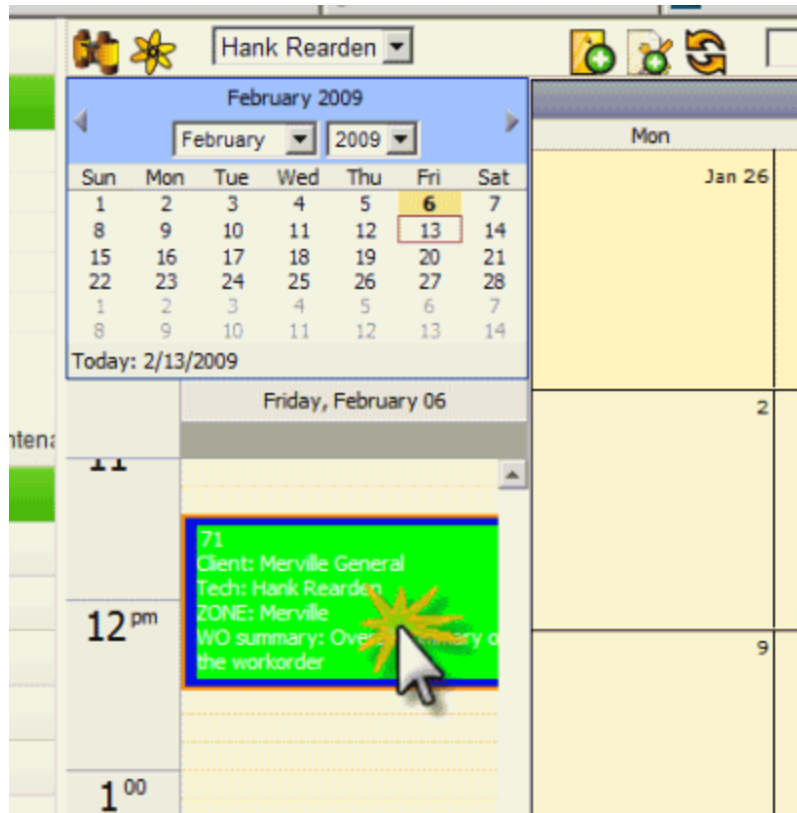 Hank Rearden
February 2009
February 2009
Sun Mon Tue Wed Thu Fri Sat
1 2 3 4 5 6 7
8 9 10 11 12 13 14
15 16 17 18 19 20 21
22 23 24 25 26 27 28
1 2 3 4 5 6 7
8 9 10 11 12 13 14
Today: 2/13/2009
Friday, February 06
11
71
Client: Merville General
Tech: Hank Rearden
ZONE: Merville
WO summary:
the workorder
12 pm
1 00
Mon
Jan 26
2
9